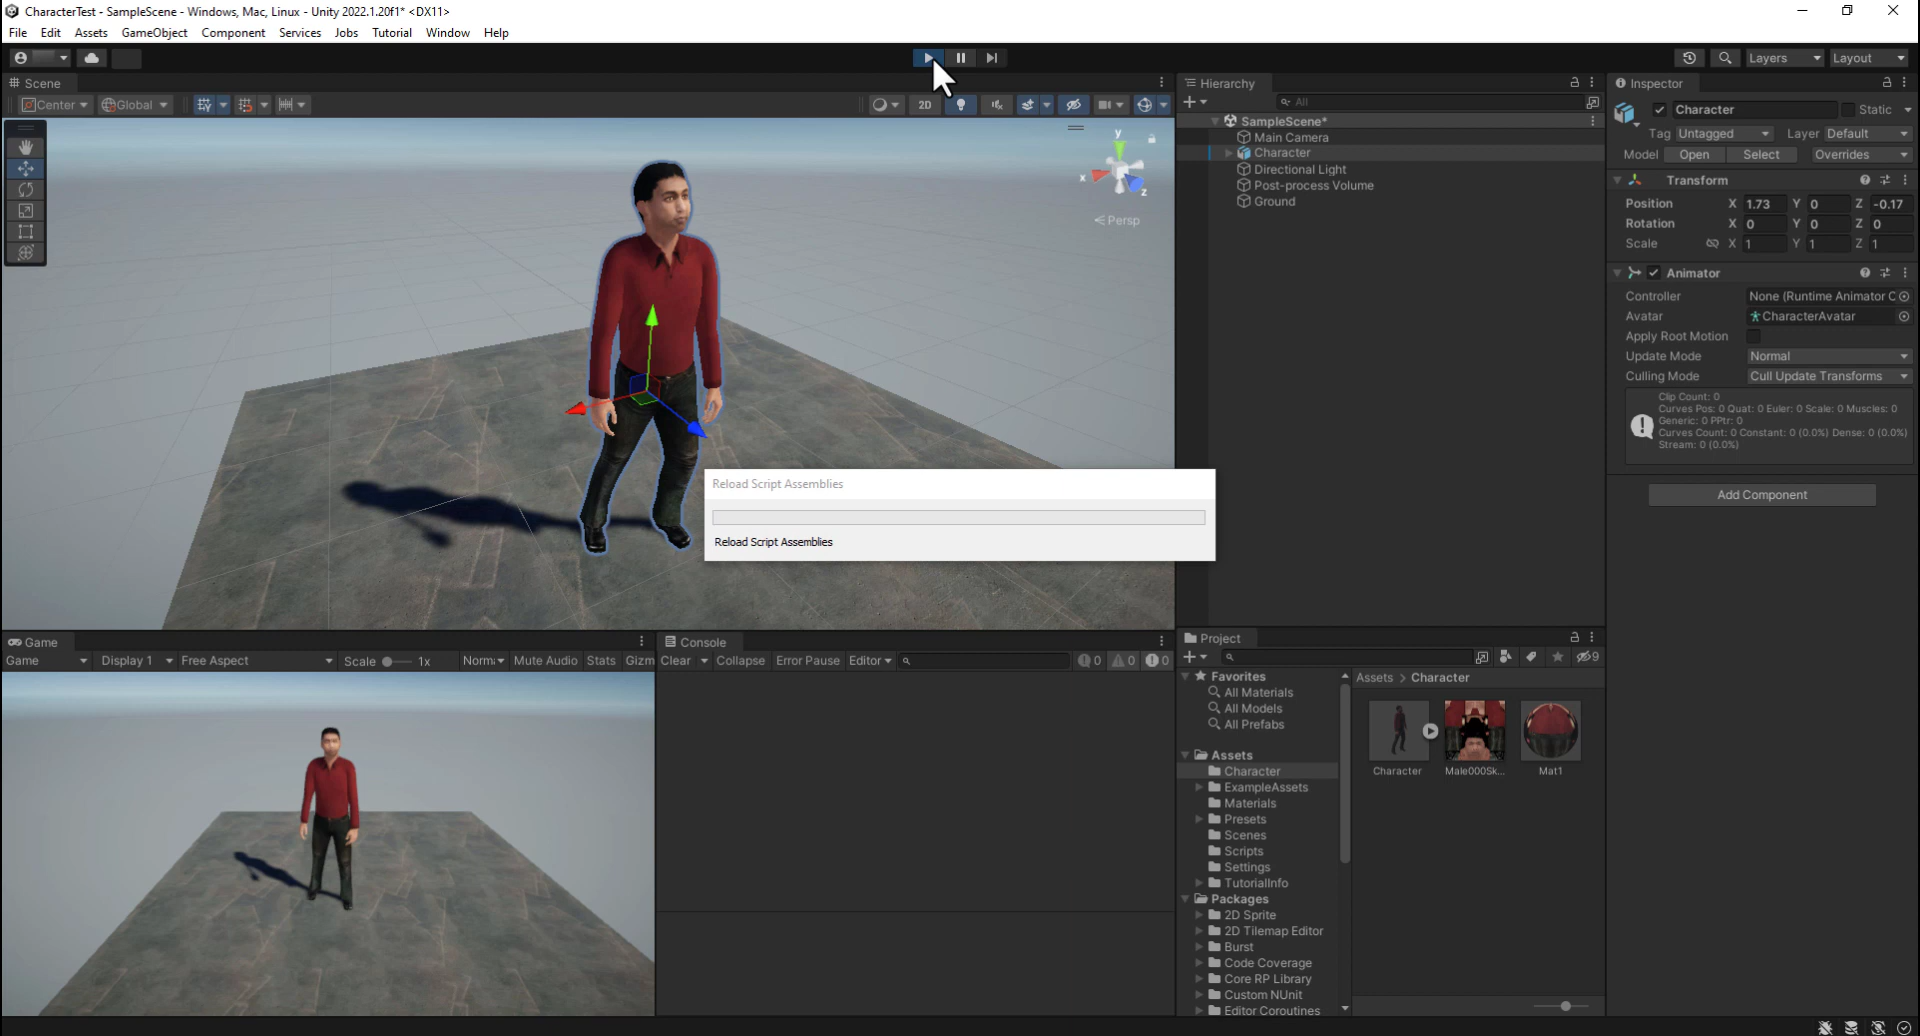 CharacterTest - SampleScene - Windows, Mac, Linux - Unity 2022.1.20f1* <DX11>
File Edit Assets GameObject Component Services Jobs Tutorial Window Help
Layers Layout
Scene
Center Global 2D
y
x
z
Persp
Hierarchy
All
SampleScene*
Main Camera
Character
Directional Light
Post-process Volume
Ground
Inspector
Character Static
Tag Untagged Layer Default
Model Open Select Overrides
Transform
Position X 1.73 Y 0 Z -0.17
Rotation X 0 Y 0 Z 0
Scale X 1 Y 1 Z 1
Animator
Controller None (Runtime Animator C
Avatar CharacterAvatar
Apply Root Motion
Update Mode Normal
Culling Mode Cull Update Transforms
Clip Count: 0
Curves Pos: 0 Quat: 0 Euler: 0 Scale: 0 Muscles: 0
Generic: 0 PPtr: 0
Curves Count: 0 Constant: 0 (0.0%) Dense: 0 (0.0%)
Stream: 0 (0.0%)
Add Component
Reload Script Assemblies
Reload Script Assemblies
Game
Game Display 1 Free Aspect Scale 1x Norm Mute Audio Stats Gizm
Console
Clear Collapse Error Pause Editor 0 0 0
Project
9
Favorites
All Materials
All Models
All Prefabs
Assets
Character
ExampleAssets
Materials
Presets
Scenes
Scripts
Settings
TutorialInfo
Packages
2D Sprite
2D Tilemap Editor
Burst
Code Coverage
Core RP Library
Custom NUnit
Editor Coroutines
Assets > Character
Character Male000Sk... Mat1